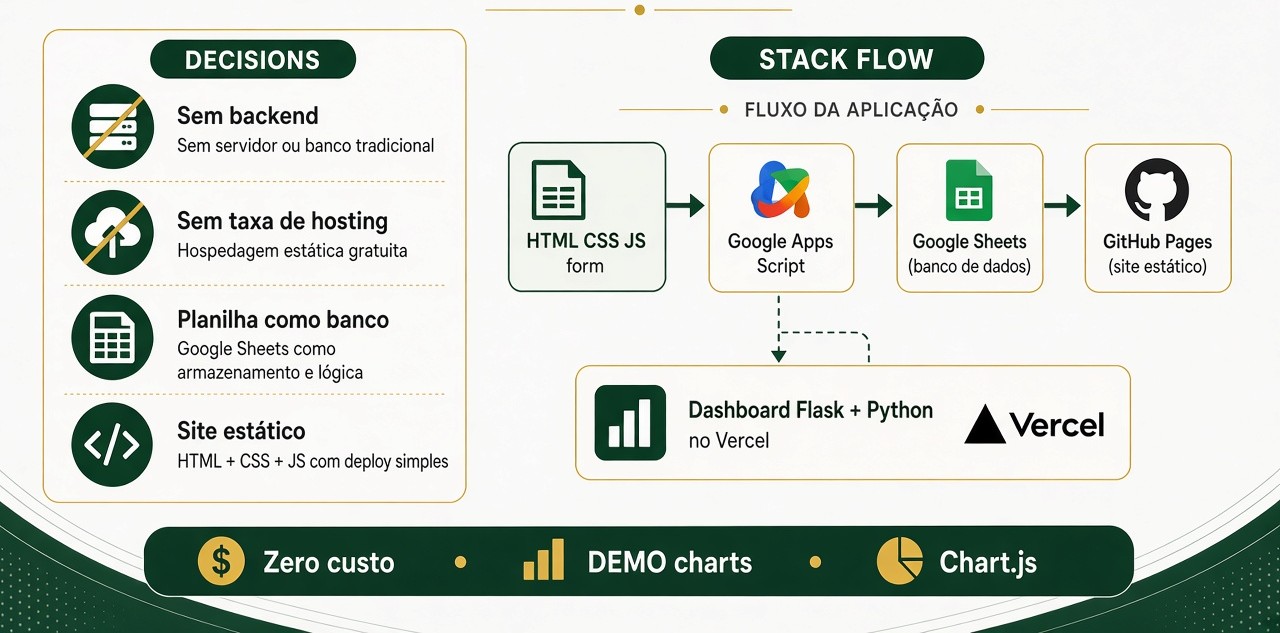 DECISIONS
Sem backend
Sem servidor ou banco tradicional
Sem taxa de hosting
Hospedagem estática gratuita
Planilha como banco
Google Sheets como
armazenamento e lógica
Site estático
HTML + CSS + JS com deploy simples
STACK FLOW
FLUXO DA APLICAÇÃO
HTML CSS JS
form
Google Apps
Script
Google Sheets
(banco de dados)
GitHub Pages
(site estático)
Dashboard Flask + Python
no Vercel
Vercel
Zero custo
DEMO charts
Chart.js